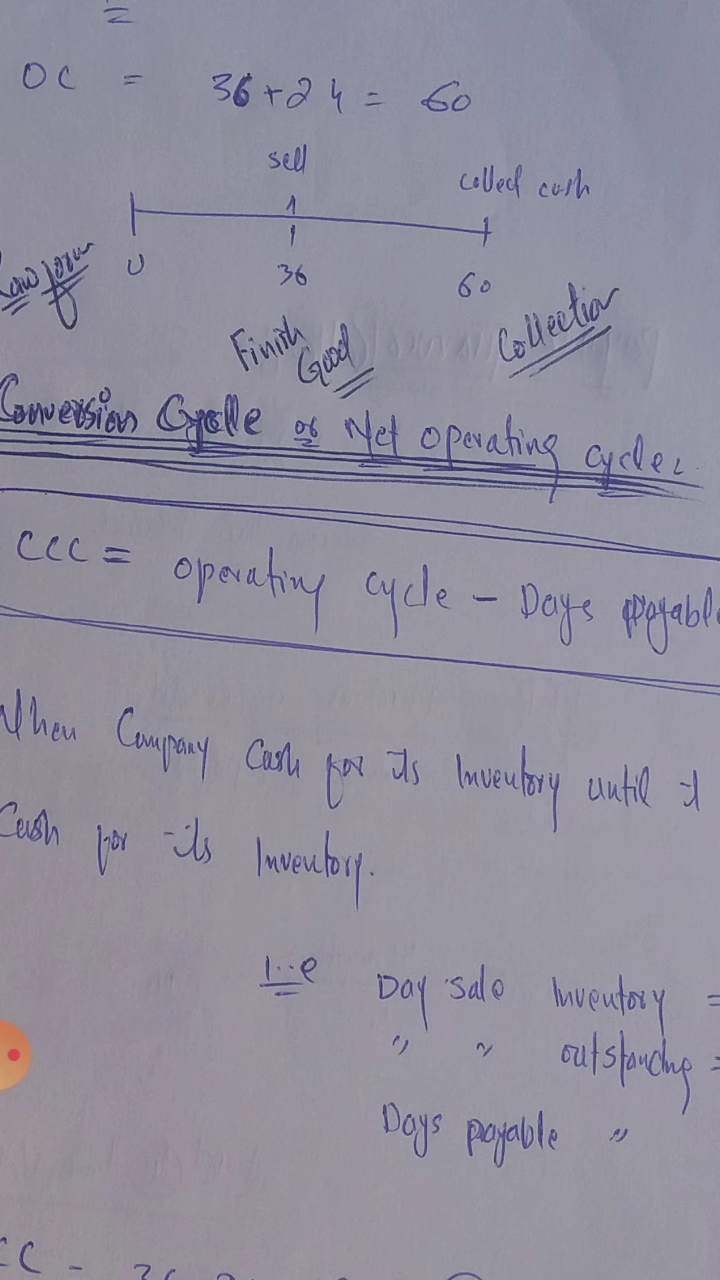 OC = 36+24 = 60
sell
collect cash
0 36 60
Raw form
Finish Good
Collection
Conversion Cycle or Net operating cycle:
CCC = operating cycle - Days payable
When Company Cash for its Inventory until it
Cash for its Inventory.
i.e Day sale Inventory =
" " outstanding =
Days payable "